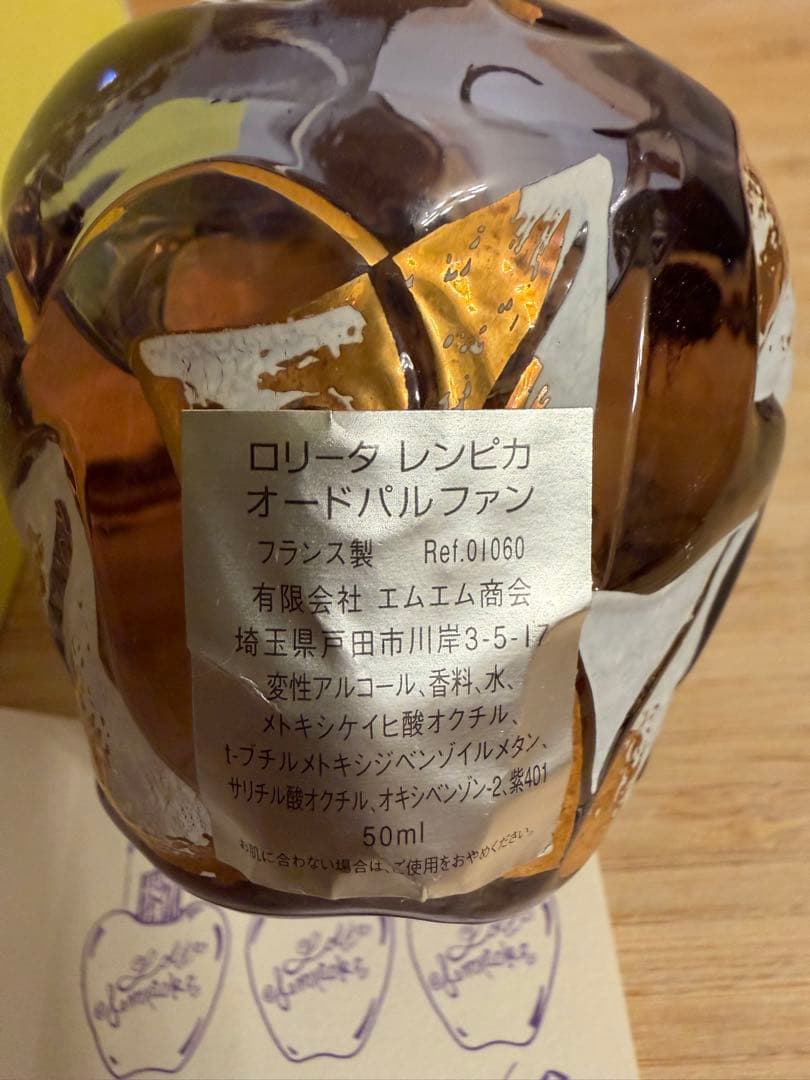 ロリータ レンピカ
オードパルファン
フランス製 Ref.01060
有限会社 エムエム商会
埼玉県戸田市川岸3-5-17
変性アルコール、香料、水、
メトキシケイヒ酸オクチル、
t-ブチルメトキシジベンゾイルメタン、
サリチル酸オクチル、オキシベンゾン-2、紫401
50ml
お肌に合わない場合は、ご使用をおやめください。